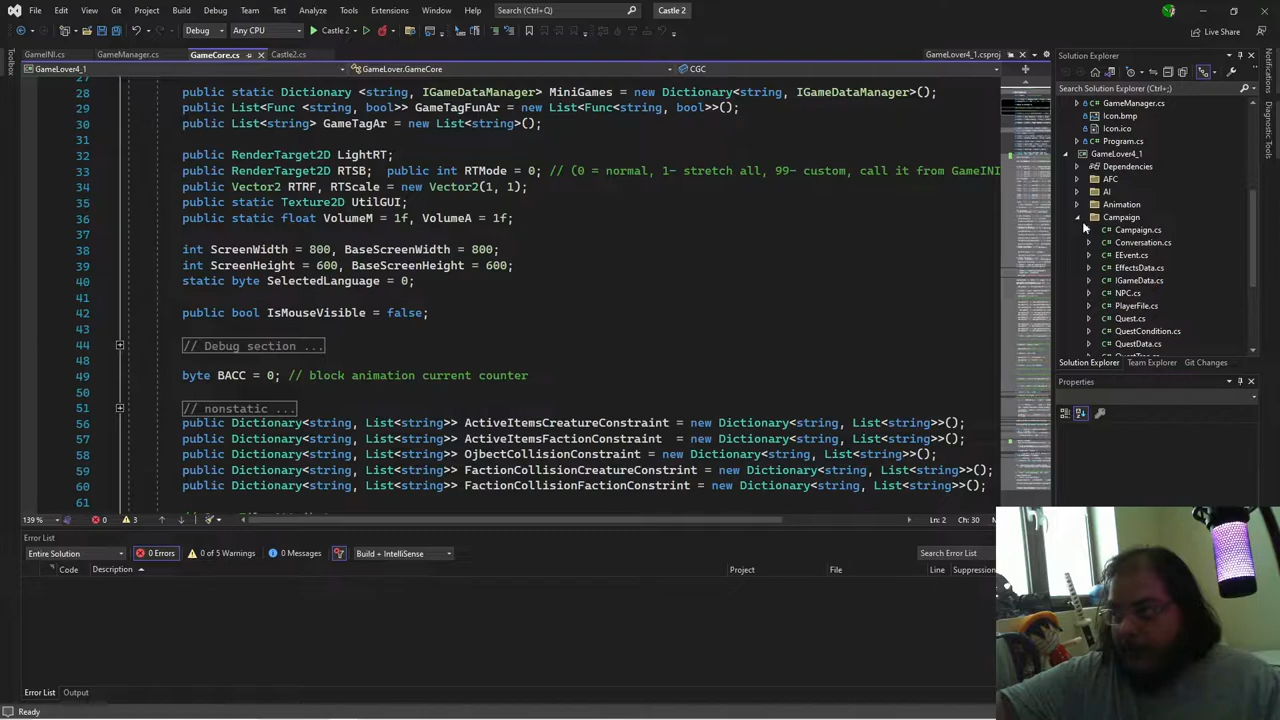 File Edit View Git Project Build Debug Team Test Analyze Tools Extensions Window Help Search (Ctrl+Q) Castle 2
Debug Any CPU Castle 2 Live Share
GameINI.cs GameManager.cs GameCore.cs Castle2.cs GameLover4_1.csproj
GameLover4_1 GameLover.GameCore CGC
Toolbox
27
28 public static Dictionary <string, IGameDataManager> MiniGames = new Dictionary<string, IGameDataManager>();
29 public List<Func <string, bool>> GameTagFunAr = new List<Func<string, bool>>();
30 public List<string> GameTagAr = new List<string>();
31
32 public RenderTarget2D LightRT;
33 public RenderTarget2D RTSB; public int RTMode = 0; // (0 = normal, 1- stretch all, 99- custom, call it from GameINI
34 public Vector2 RTRF, RTScale = new Vector2(1, 1);
35 public static Texture2D UtilGUI;
36 public static float VolumeM = 1f, VolumeA = 1f;
37
38 int ScreenWidth = 800, BaseScreenWidth = 800;
39 int ScreenHeight = 600, BaseScreenHeight = 600;
40 static byte SelectedLanguage = 0;
41
42 public bool IsMouseVisible = false;
43
44 // Debug section ...
48
49 byte BACC = 0; // block animation current counter
50
51 // nonstatic ...
56 public Dictionary<string, List<string>> ActoritemsCreatureConstraint = new Dictionary<string, List<string>>();
57 public Dictionary<string, List<string>> ActoritemsFactionConstraint = new Dictionary<string, List<string>>();
58 public Dictionary<string, List<string>> OjbectCollisionConstaint = new Dictionary<string, List<string>>();
59 public Dictionary<string, List<string>> FactionCollisionCreatureConstrint = new Dictionary<string, List<string>>();
60 public Dictionary<string, List<string>> FanctionCollisionFactionConstrint = new Dictionary<string, List<string>>();
61
139 % 0 3 Ln: 2 Ch: 30
Error List
Entire Solution 0 Errors 0 of 5 Warnings 0 Messages Build + IntelliSense Search Error List
Code Description Project File Line Suppression
Error List Output
Ready
Solution Explorer
Search Solution Explorer (Ctrl+;)
GameManager.cs
Icon.bmp
Icon.ico
Program.cs
GameLover4_1
Dependencies
AFC
AI
Animation
Campaign
Campaign.cs
Conversation.cs
EEvent.cs
EffectsData.cs
IGameData.cs
NPC.cs
PlayerFile.cs
Quest.cs
QuestCondition.cs
QuestData.cs
Solution Explorer Team Explorer Git Changes
Properties
Notifications
Diagnostic Tools